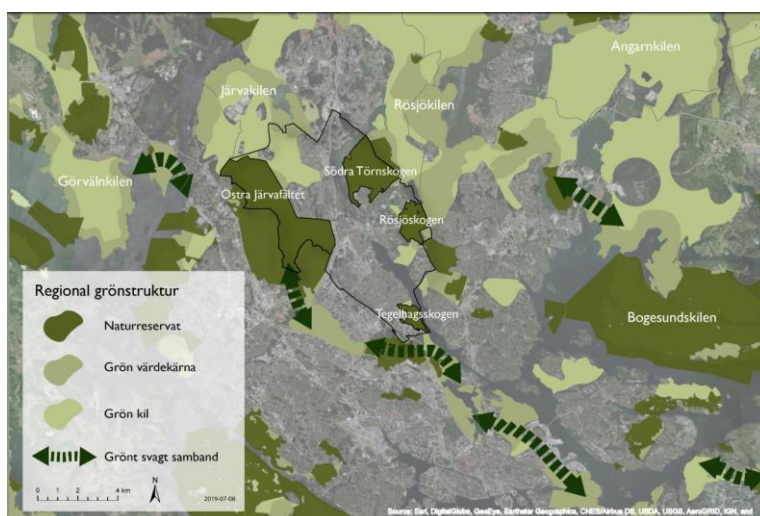 Angarnkilen
Järvakilen
Rösjökilen
Södra Törnskogen
Görvälnkilen
Östra Järvafältet
Rösjöskogen
Tegelhagsskogen
Bogesundskilen
Regional grönstruktur
Naturreservat
Grön värdekärna
Grön kil
Grönt svagt samband
0 1 2 4 km
N
2019-07-08
Source: Esri, DigitalGlobe, GeoEye, Earthstar Geographics, CNES/Airbus DS, USDA, USGS, AeroGRID, IGN, and